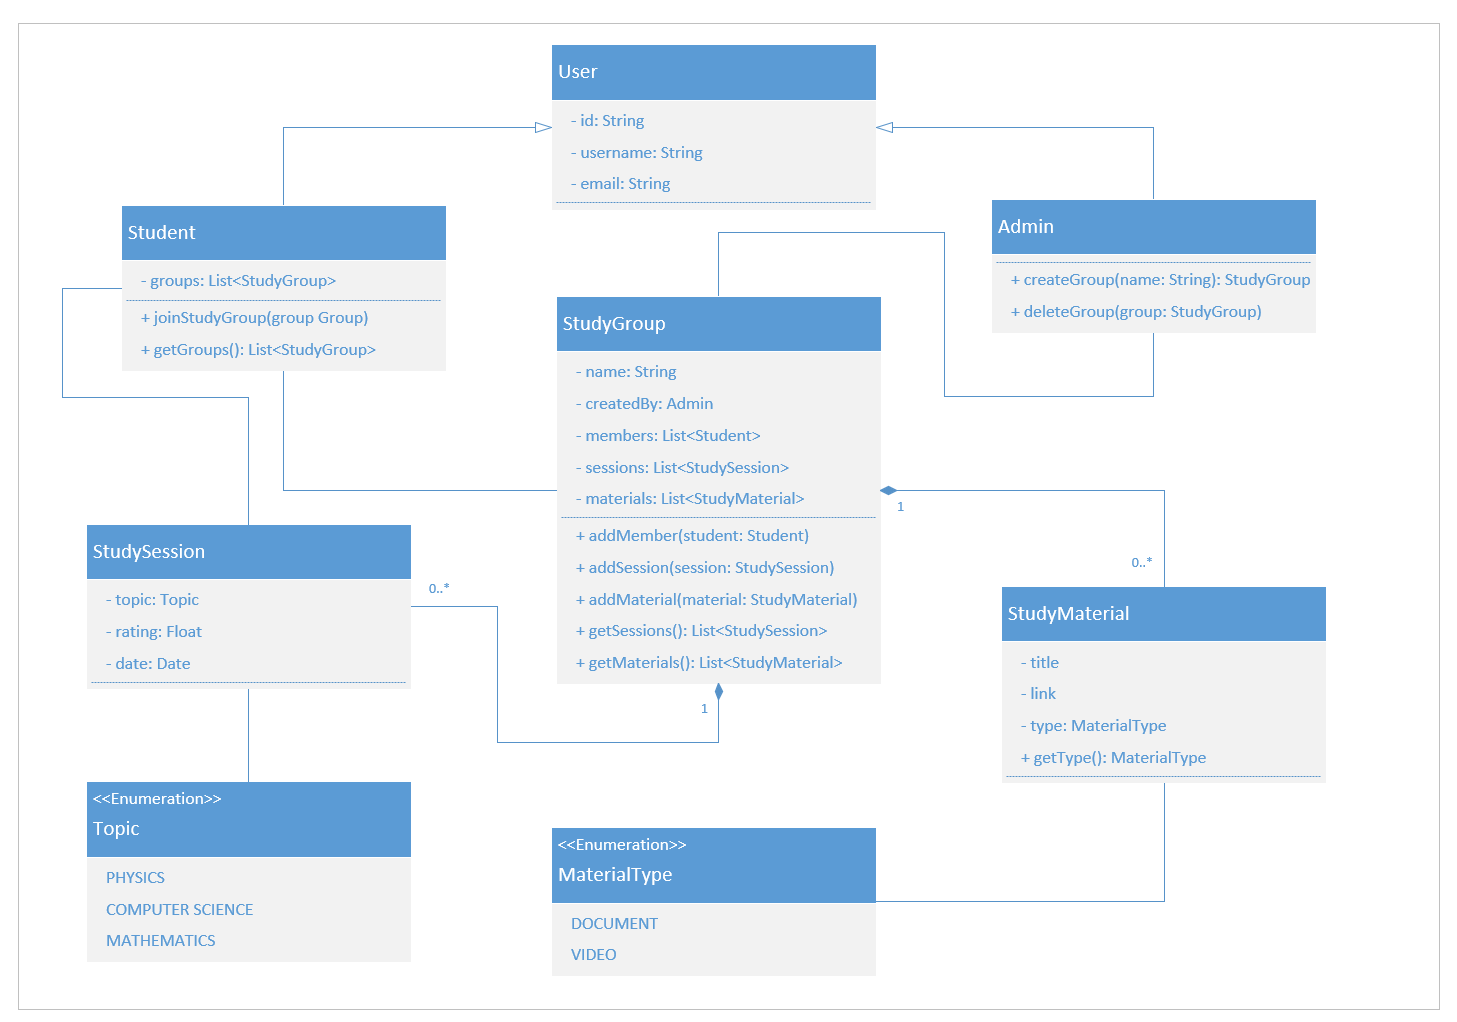 User
- id: String
- username: String
- email: String
Student
- groups: List<StudyGroup>
+ joinStudyGroup(group Group)
+ getGroups(): List<StudyGroup>
Admin
+ createGroup(name: String): StudyGroup
+ deleteGroup(group: StudyGroup)
StudyGroup
- name: String
- createdBy: Admin
- members: List<Student>
- sessions: List<StudySession>
- materials: List<StudyMaterial>
+ addMember(student: Student)
+ addSession(session: StudySession)
+ addMaterial(material: StudyMaterial)
+ getSessions(): List<StudySession>
+ getMaterials(): List<StudyMaterial>
1
0..*
1
0..*
StudySession
- topic: Topic
- rating: Float
- date: Date
StudyMaterial
- title
- link
- type: MaterialType
+ getType(): MaterialType
<<Enumeration>>
Topic
PHYSICS
COMPUTER SCIENCE
MATHEMATICS
<<Enumeration>>
MaterialType
DOCUMENT
VIDEO